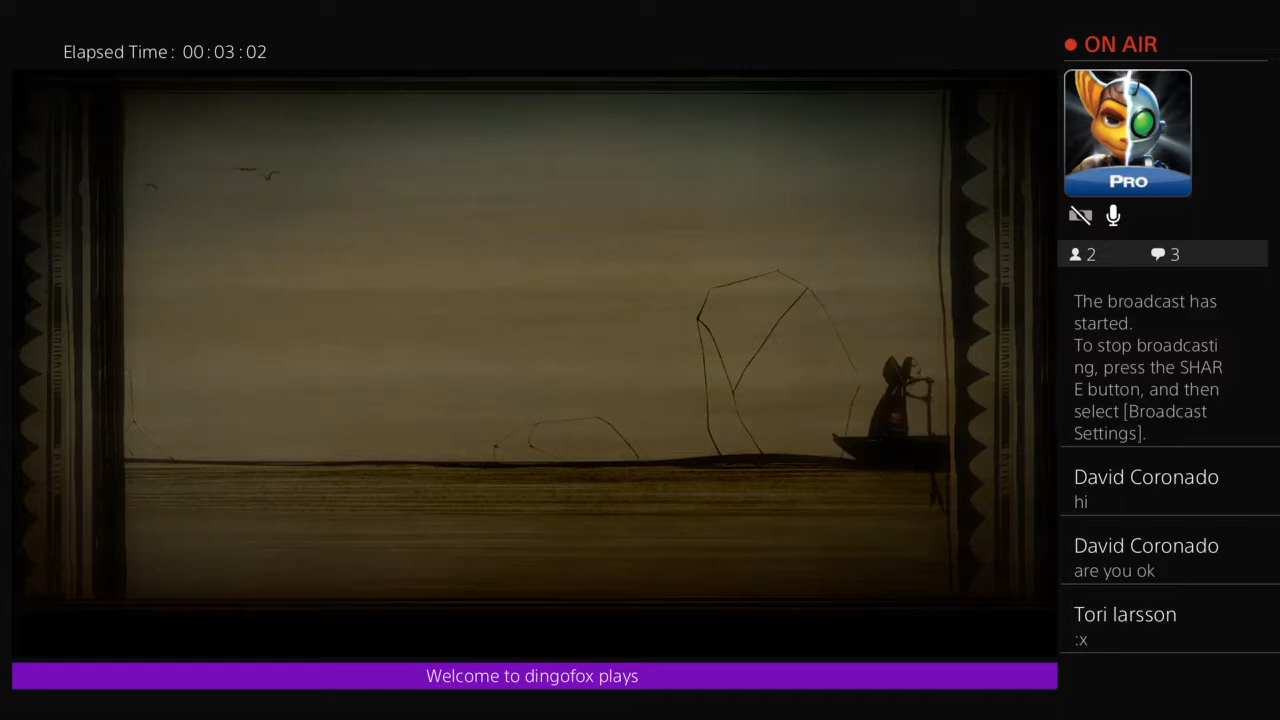 Elapsed Time: 00:03:02
ON AIR
PRO
2
3
The broadcast has
started.
To stop broadcasti
ng, press the SHAR
E button, and then
select [Broadcast
Settings].
David Coronado
hi
David Coronado
are you ok
Tori larsson
:x
Welcome to dingofox plays